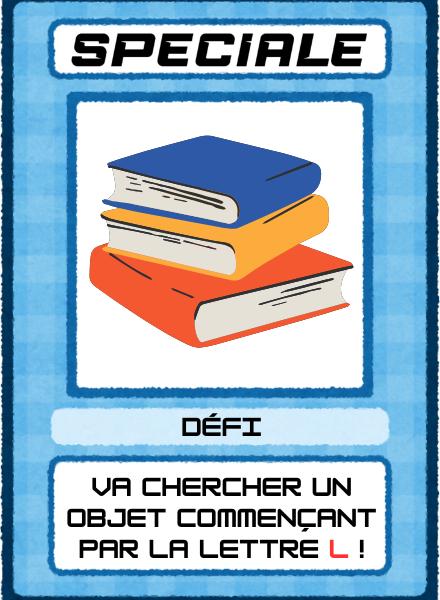 SPECIALE
DÉFI
VA CHERCHER UN
OBJET COMMENÇANT
PAR LA LETTRE L !